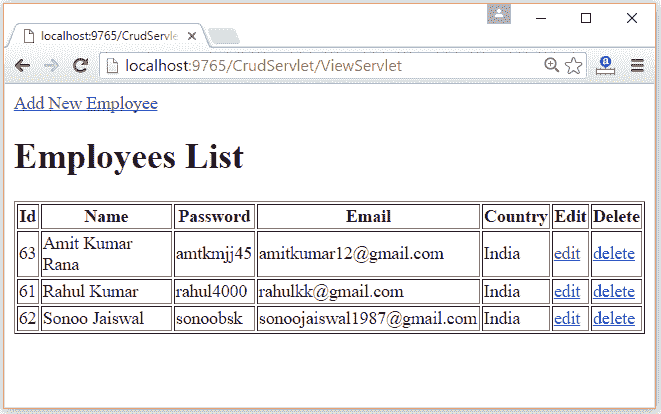 localhost:9765/CrudServle
localhost:9765/CrudServlet/ViewServlet
Add New Employee
Employees List
Id Name Password Email Country Edit Delete
63 Amit Kumar Rana amtkmjj45 amitkumar12@gmail.com India edit delete
61 Rahul Kumar rahul4000 rahulkk@gmail.com India edit delete
62 Sonoo Jaiswal sonoobsk sonoojaiswal1987@gmail.com India edit delete